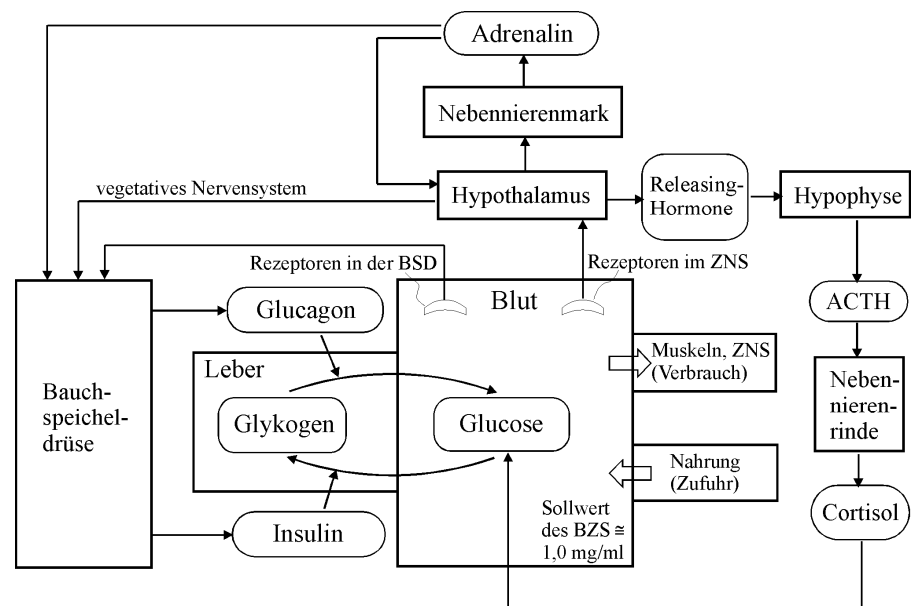 Adrenalin
Nebennierenmark
vegetatives Nervensystem
Hypothalamus
Releasing-
Hormone
Hypophyse
Rezeptoren in der BSD
Rezeptoren im ZNS
Blut
ACTH
Glucagon
Leber
Muskeln, ZNS
(Verbrauch)
Bauch-
speichel-
drüse
Glykogen
Glucose
Neben-
nieren-
rinde
Nahrung
(Zufuhr)
Insulin
Sollwert
des BZS ≅
1,0 mg/ml
Cortisol